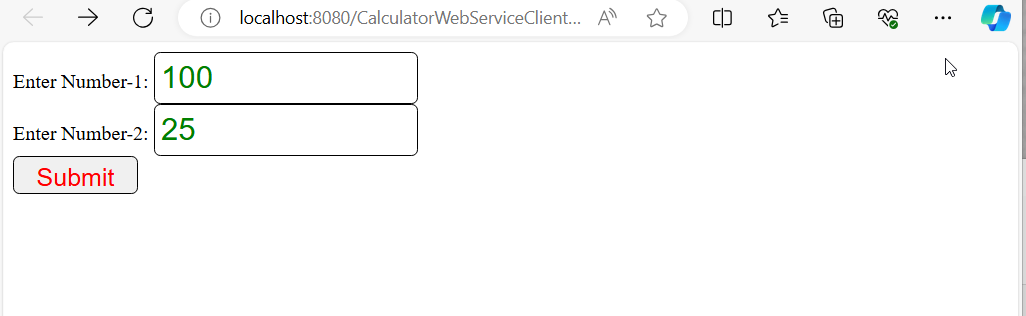 localhost:8080/CalculatorWebServiceClient...
Enter Number-1: 100
Enter Number-2: 25
Submit